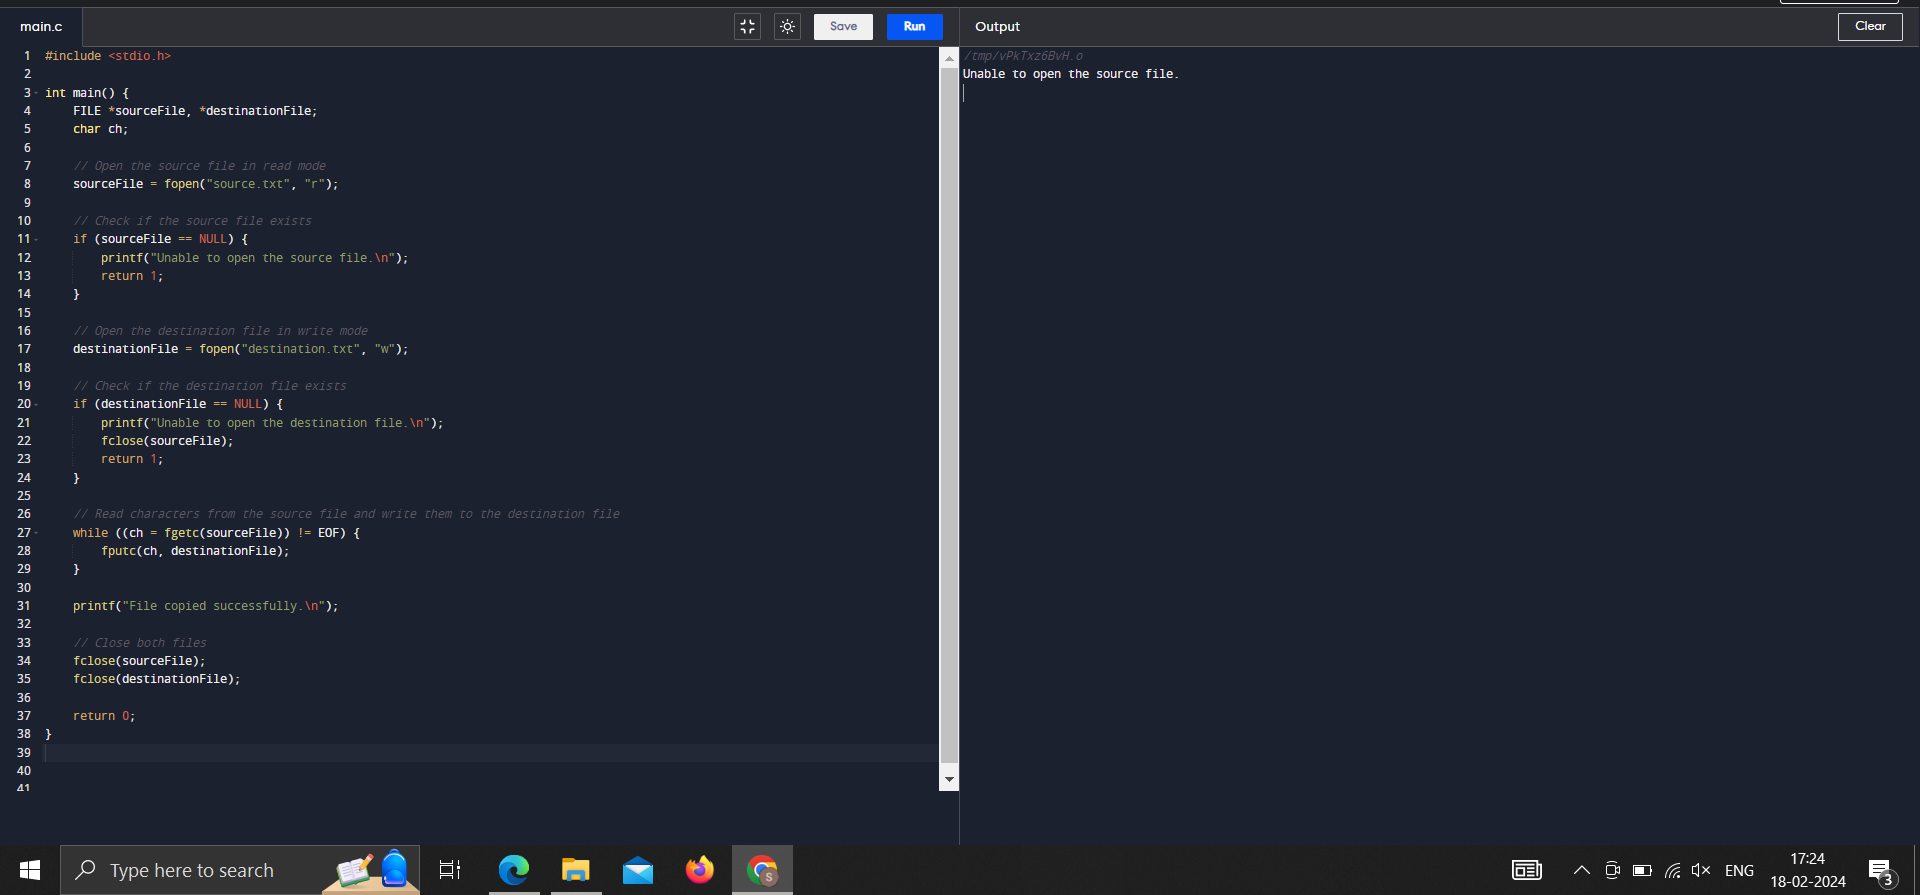 main.c
Save
Run
Output
Clear
1 #include <stdio.h>
2
3 int main() {
4     FILE *sourceFile, *destinationFile;
5     char ch;
6
7     // Open the source file in read mode
8     sourceFile = fopen("source.txt", "r");
9
10     // Check if the source file exists
11     if (sourceFile == NULL) {
12         printf("Unable to open the source file.\n");
13         return 1;
14     }
15
16     // Open the destination file in write mode
17     destinationFile = fopen("destination.txt", "w");
18
19     // Check if the destination file exists
20     if (destinationFile == NULL) {
21         printf("Unable to open the destination file.\n");
22         fclose(sourceFile);
23         return 1;
24     }
25
26     // Read characters from the source file and write them to the destination file
27     while ((ch = fgetc(sourceFile)) != EOF) {
28         fputc(ch, destinationFile);
29     }
30
31     printf("File copied successfully.\n");
32
33     // Close both files
34     fclose(sourceFile);
35     fclose(destinationFile);
36
37     return 0;
38 }
39
40
41
/tmp/vPkTxz6BvH.o
Unable to open the source file.
Type here to search
S
ENG
17:24
18-02-2024
3